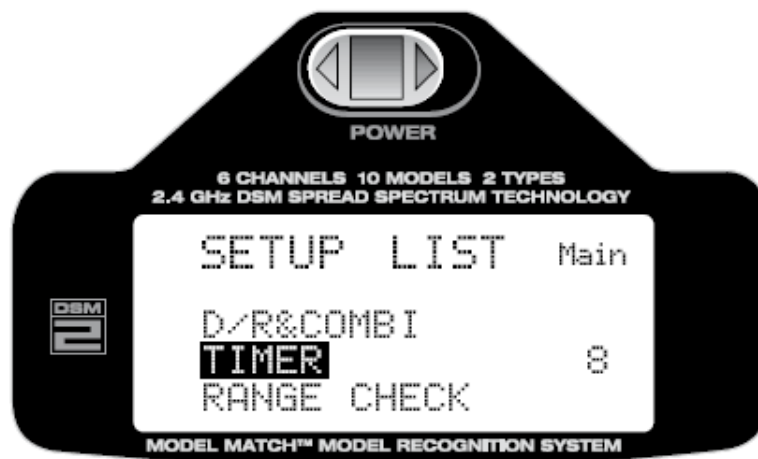 POWER
6 CHANNELS 10 MODELS 2 TYPES
2.4 GHz DSM SPREAD SPECTRUM TECHNOLOGY
SETUP LIST Main
DSM
2
D/R&COMBI
TIMER 8
RANGE CHECK
MODEL MATCH™ MODEL RECOGNITION SYSTEM